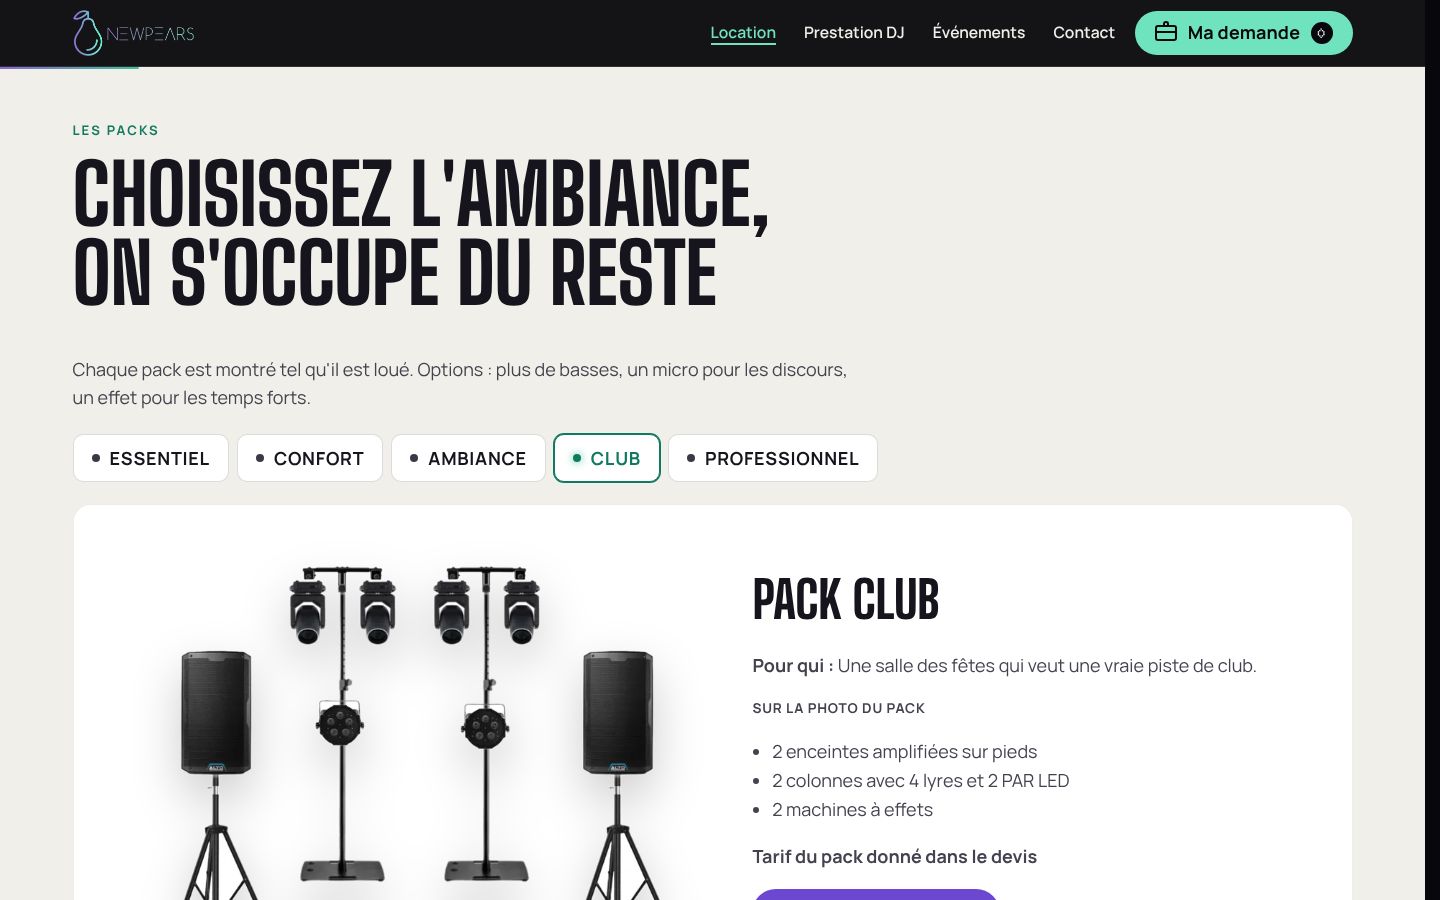 NEWPEARS
Location
Prestation DJ
Événements
Contact
Ma demande
LES PACKS
CHOISISSEZ L'AMBIANCE,
ON S'OCCUPE DU RESTE
Chaque pack est montré tel qu'il est loué. Options : plus de basses, un micro pour les discours,
un effet pour les temps forts.
ESSENTIEL
CONFORT
AMBIANCE
CLUB
PROFESSIONNEL
PACK CLUB
Pour qui : Une salle des fêtes qui veut une vraie piste de club.
SUR LA PHOTO DU PACK
2 enceintes amplifiées sur pieds
2 colonnes avec 4 lyres et 2 PAR LED
2 machines à effets
Tarif du pack donné dans le devis
ALTO
ALTO